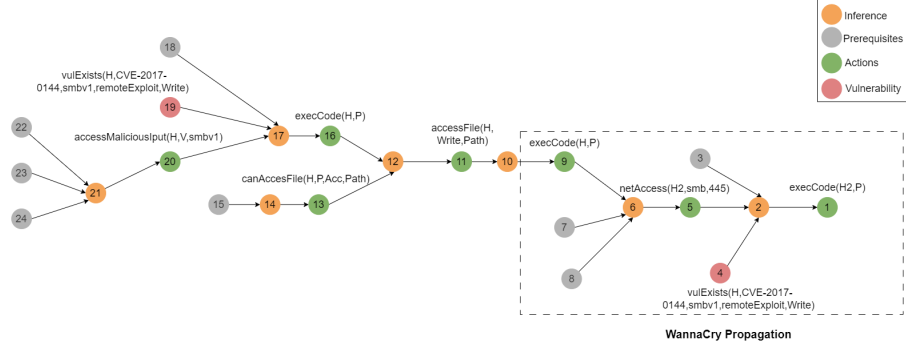 Inference
Prerequisites
Actions
Vulnerability
18
vulExists(H,CVE-2017-
0144,smbv1,remoteExploit,Write)
19
execCode(H,P)
17
16
22
accessMaliciousIput(H,V,smbv1)
20
23
21
24
canAccesFile(H,P,Acc,Path)
15
14
13
12
accessFile(H,
Write,Path)
11
10
execCode(H,P)
9
3
netAccess(H2,smb,445)
execCode(H2,P)
6
5
2
1
7
8
4
vulExists(H,CVE-2017-
0144,smbv1,remoteExploit,Write)
WannaCry Propagation